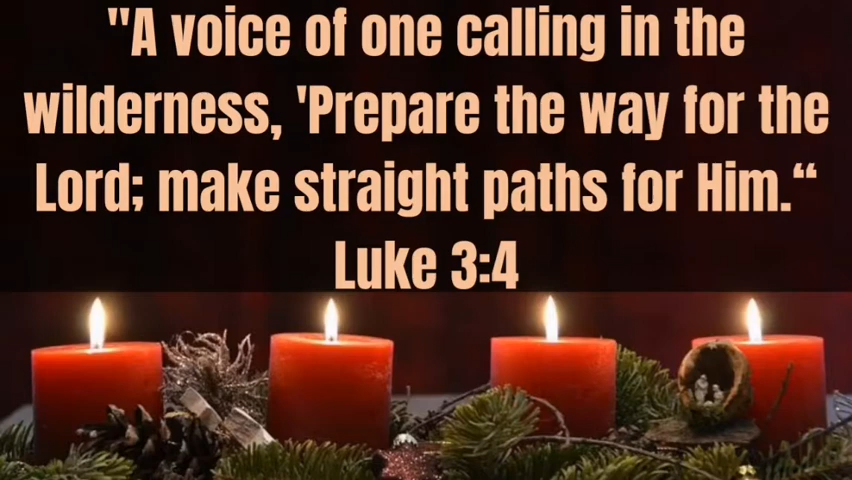 "A voice of one calling in the
wilderness, 'Prepare the way for the
Lord; make straight paths for Him.“
Luke 3:4